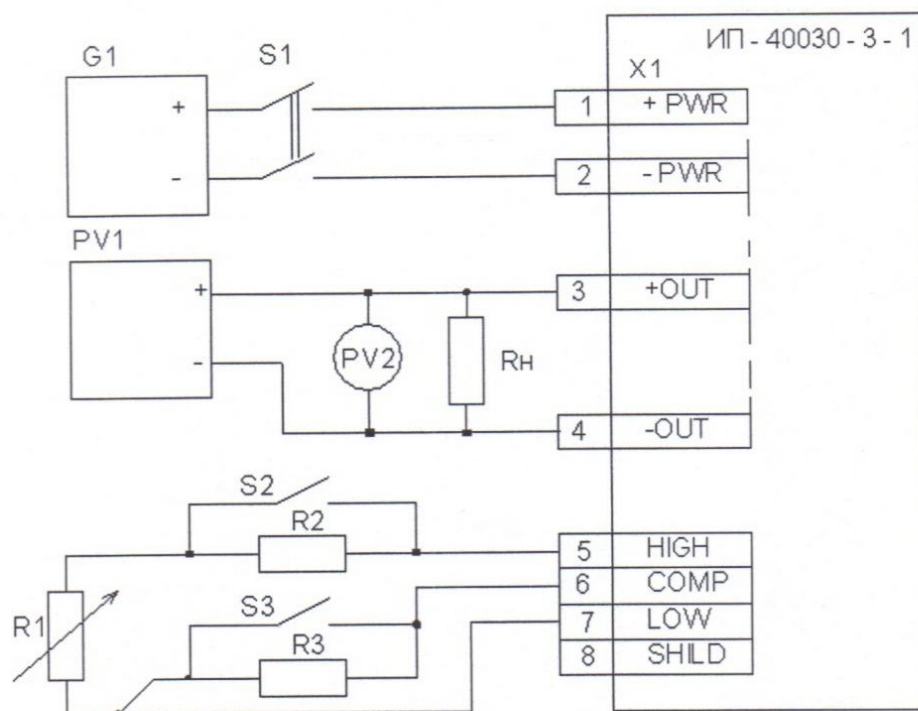 ИП - 40030 - 3 - 1
G1
S1
X1
+
1
+ PWR
-
2
- PWR
PV1
+
3
+OUT
PV2
Rн
-
4
-OUT
S2
R2
5
HIGH
6
COMP
R1
S3
7
LOW
R3
8
SHILD